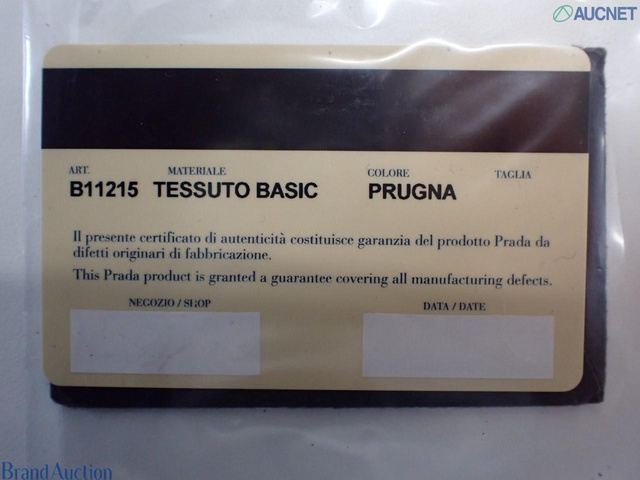 AUCNET
ART. MATERIALE COLORE TAGLIA
B11215 TESSUTO BASIC PRUGNA
Il presente certificato di autenticità costituisce garanzia del prodotto Prada da
difetti originari di fabbricazione.
This Prada product is granted a guarantee covering all manufacturing defects.
NEGOZIO / SHOP DATA / DATE
BrandAuction